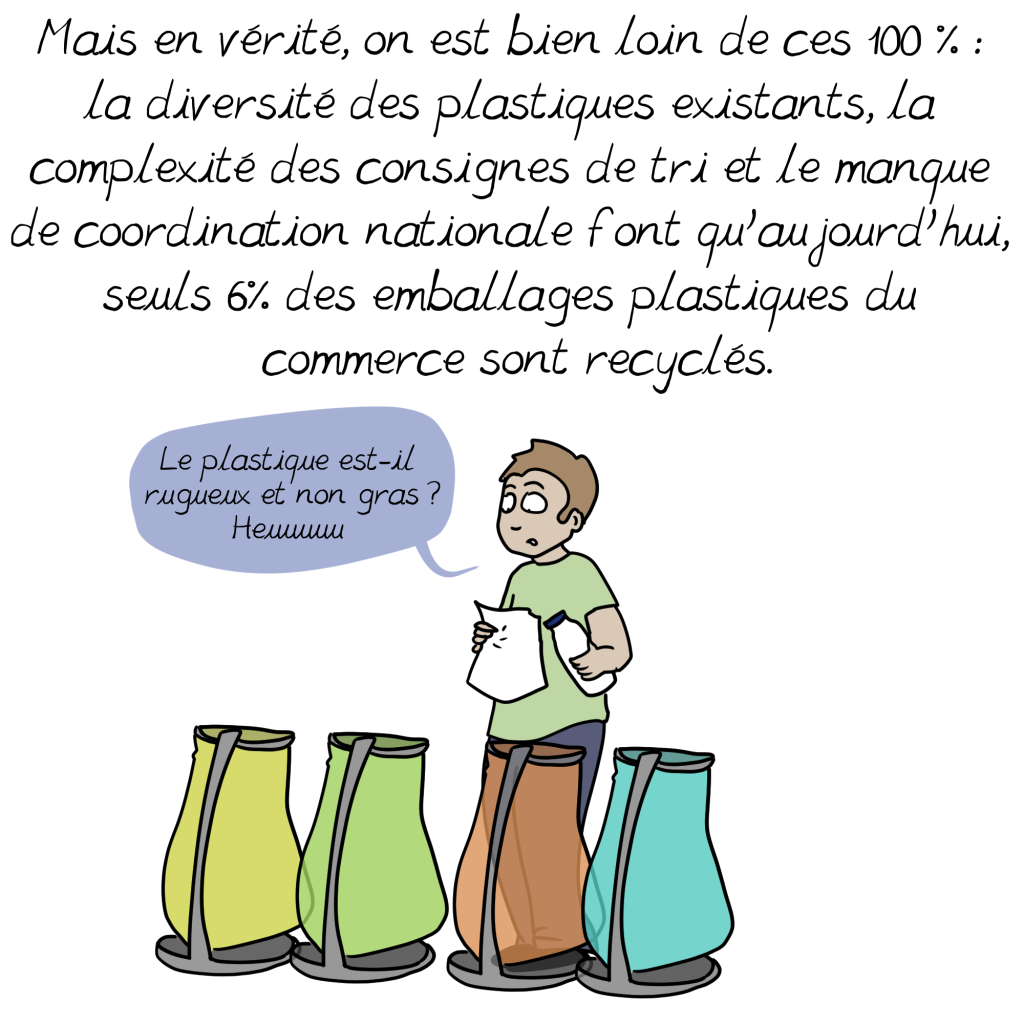 Mais en vérité, on est bien loin de ces 100 % :
la diversité des plastiques existants, la
complexité des consignes de tri et le manque
de coordination nationale font qu'aujourd'hui,
seuls 6% des emballages plastiques du
commerce sont recyclés.
Le plastique est-il
rugueux et non gras ?
Heuuuuu